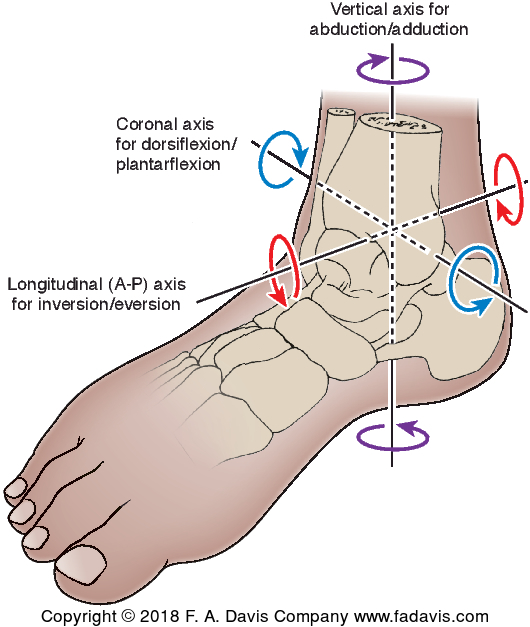 Vertical axis for
abduction/adduction
Coronal axis
for dorsiflexion/
plantarflexion
Longitudinal (A-P) axis
for inversion/eversion
Copyright © 2018 F. A. Davis Company www.fadavis.com